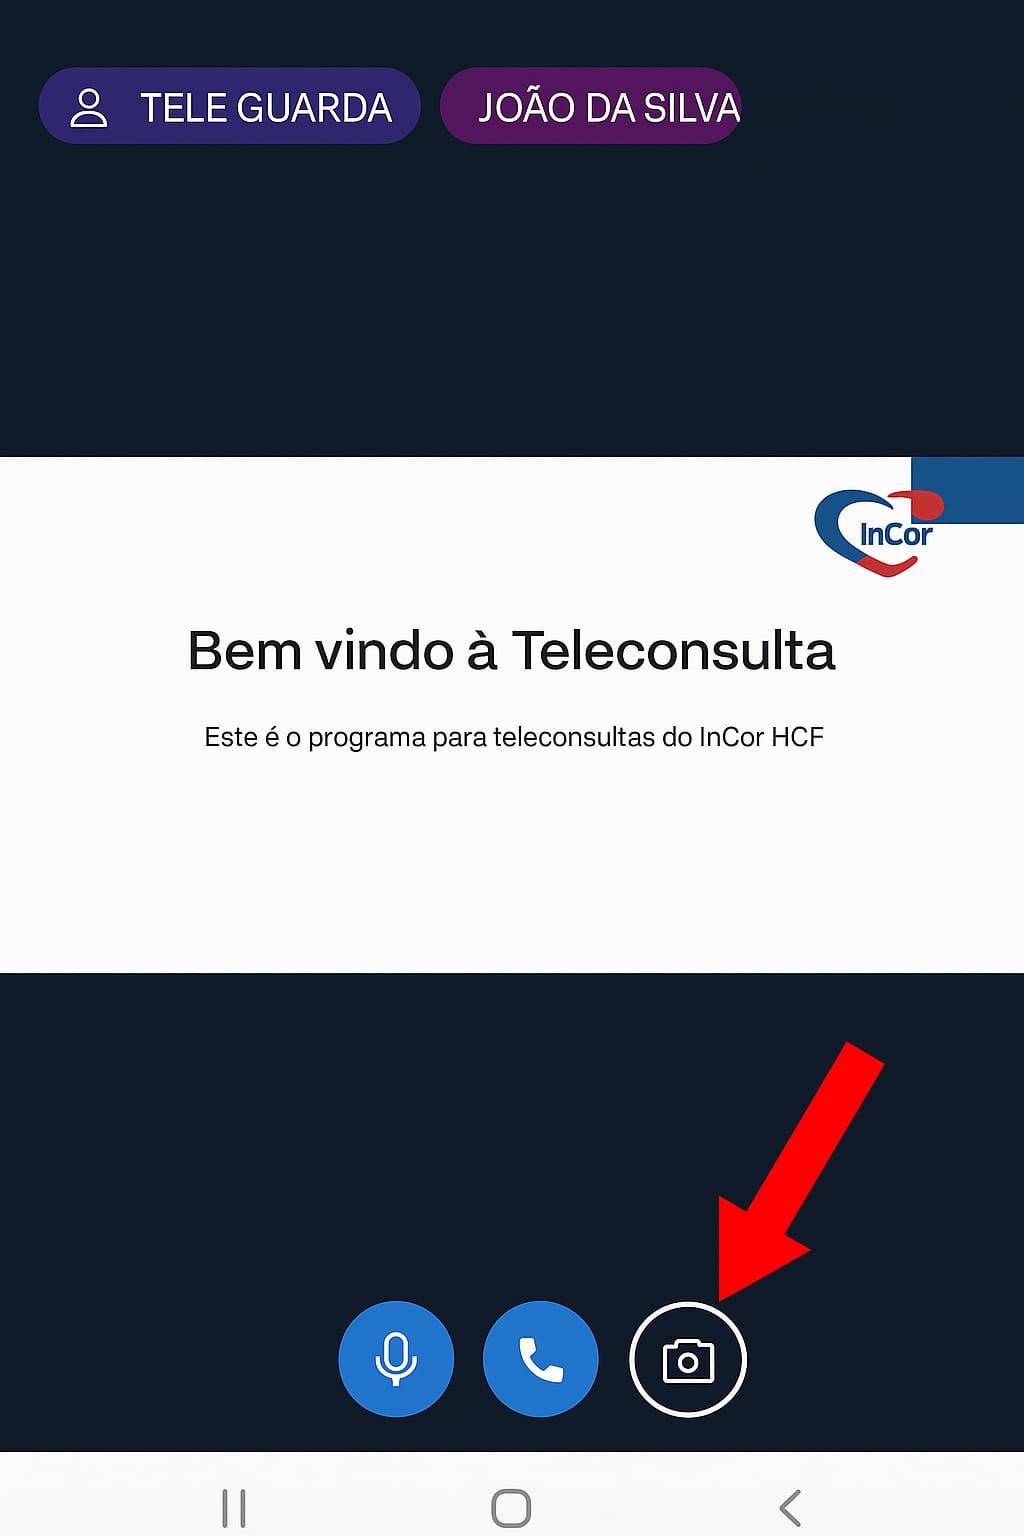 TELE GUARDA
JOÃO DA SILVA
InCor
Bem vindo à Teleconsulta
Este é o programa para teleconsultas do InCor HCF